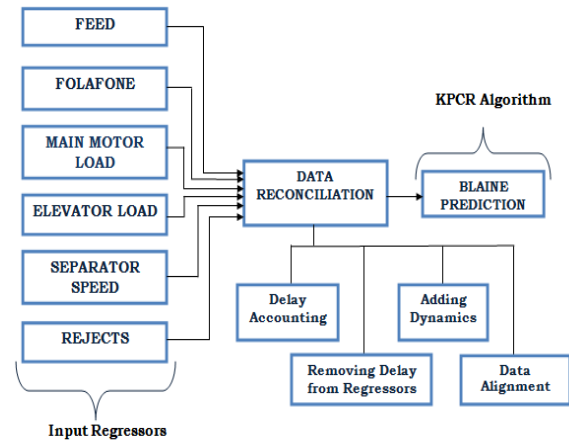 FEED
FOLAFONE
MAIN MOTOR
LOAD
ELEVATOR LOAD
SEPARATOR
SPEED
REJECTS
Input Regressors
DATA
RECONCILIATION
KPCR Algorithm
BLAINE
PREDICTION
Delay
Accounting
Removing Delay
from Regressors
Adding
Dynamics
Data
Alignment